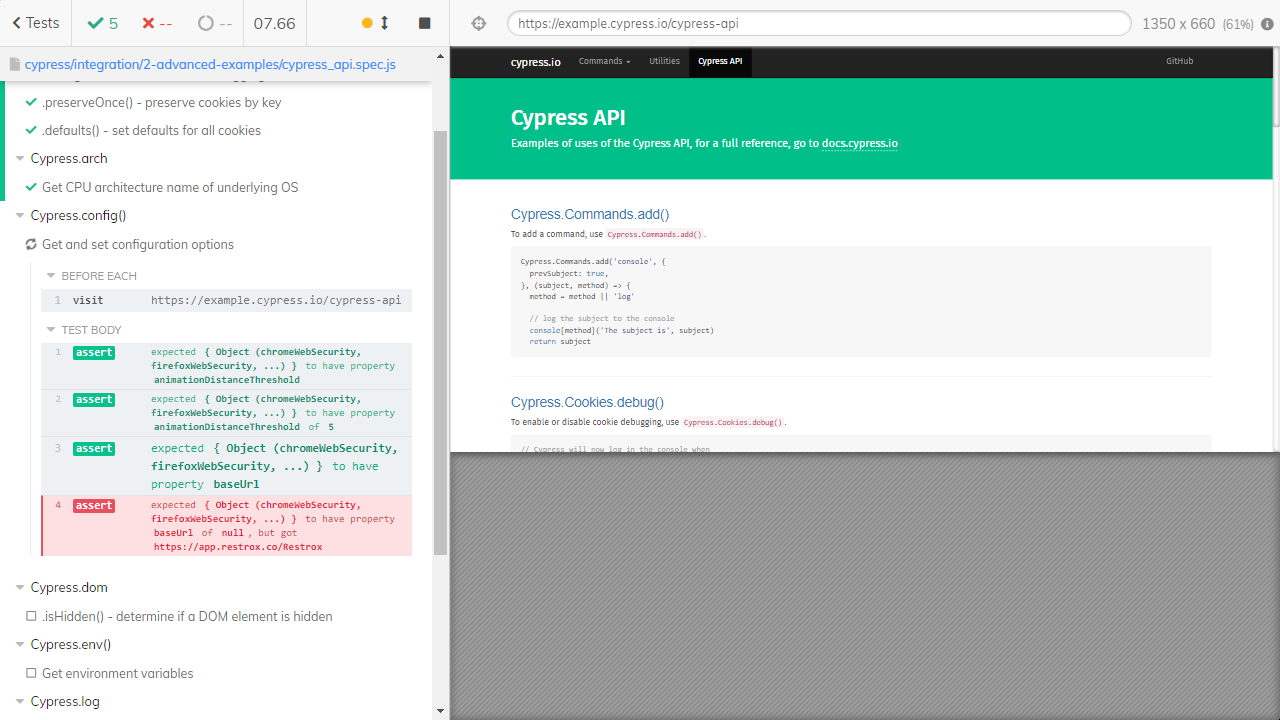 Tests
5
--
--
07.66
https://example.cypress.io/cypress-api
1350 x 660 (61%)
cypress/integration/2-advanced-examples/cypress_api.spec.js
.preserveOnce() - preserve cookies by key
.defaults() - set defaults for all cookies
Cypress.arch
Get CPU architecture name of underlying OS
Cypress.config()
Get and set configuration options
BEFORE EACH
1 visit https://example.cypress.io/cypress-api
TEST BODY
1 assert expected { Object (chromeWebSecurity,
firefoxWebSecurity, ...) } to have property
animationDistanceThreshold
2 assert expected { Object (chromeWebSecurity,
firefoxWebSecurity, ...) } to have property
animationDistanceThreshold of 5
3 assert expected { Object (chromeWebSecurity,
firefoxWebSecurity, ...) } to have
property baseUrl
4 assert expected { Object (chromeWebSecurity,
firefoxWebSecurity, ...) } to have property
baseUrl of null, but got
https://app.restrox.co/Restrox
Cypress.dom
.isHidden() - determine if a DOM element is hidden
Cypress.env()
Get environment variables
Cypress.log
cypress.io Commands Utilities Cypress API GitHub
Cypress API
Examples of uses of the Cypress API, for a full reference, go to docs.cypress.io
Cypress.Commands.add()
To add a command, use Cypress.Commands.add().
Cypress.Commands.add('console', {
prevSubject: true,
}, (subject, method) => {
method = method || 'log'
// log the subject to the console
console[method]('The subject is', subject)
return subject
Cypress.Cookies.debug()
To enable or disable cookie debugging, use Cypress.Cookies.debug().
// Cypress will now log in the console when